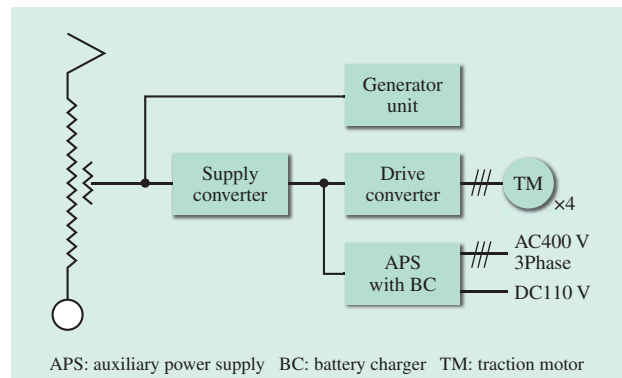 Generator
unit
Supply
converter
Drive
converter
TM
×4
APS
with BC
AC400 V
3Phase
DC110 V
APS: auxiliary power supply BC: battery charger TM: traction motor